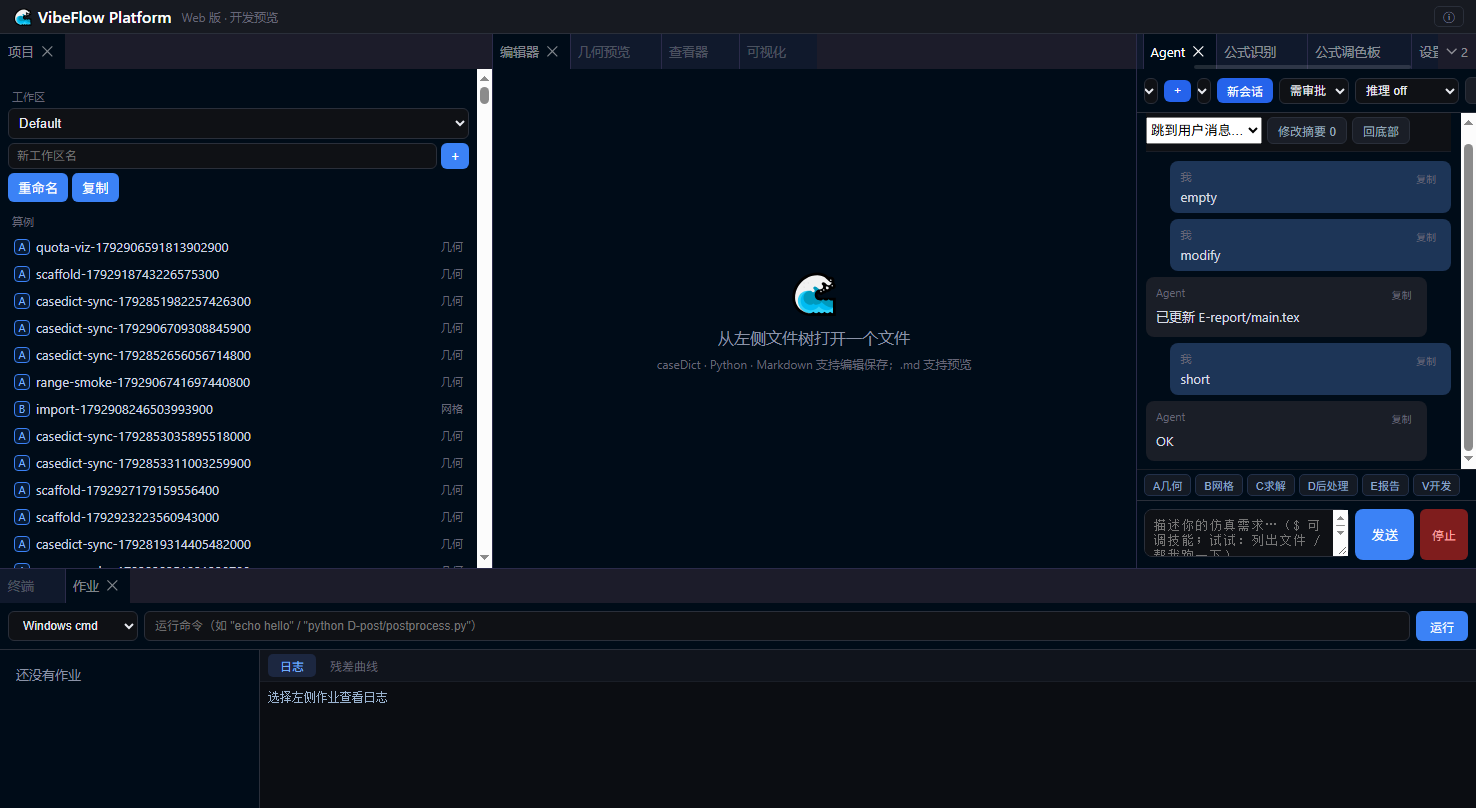 VibeFlow Platform Web 版 · 开发预览
项目
编辑器 几何预览 查看器 可视化
Agent 公式识别 公式调色板 设 2
工作区
Default
新工作区名 +
重命名 复制
算例
A quota-viz-1792906591813902900 几何
A scaffold-1792918743226575300 几何
A casedict-sync-1792851982257426300 几何
A casedict-sync-1792906709308845900 几何
A casedict-sync-1792852656056714800 几何
A range-smoke-1792906741697440800 几何
B import-1792908246503993900 网格
A casedict-sync-1792853035895518000 几何
A casedict-sync-1792853311003259900 几何
A scaffold-1792927179159556400 几何
A scaffold-1792923223560943000 几何
A casedict-sync-1792819314405482000 几何
从左侧文件树打开一个文件
caseDict · Python · Markdown 支持编辑保存；.md 支持预览
+ 新会话 需审批 推理 off
跳到用户消息... 修改摘要 0 回底部
我 复制
empty
我 复制
modify
Agent 复制
已更新 E-report/main.tex
我 复制
short
Agent 复制
OK
A几何 B网格 C求解 D后处理 E报告 V开发
描述你的仿真需求…（$ 可
调技能；试试：列出文件 /
帮我跑一下）
发送 停止
终端 作业
Windows cmd 运行命令（如 "echo hello" / "python D-post/postprocess.py"） 运行
还没有作业
日志 残差曲线
选择左侧作业查看日志